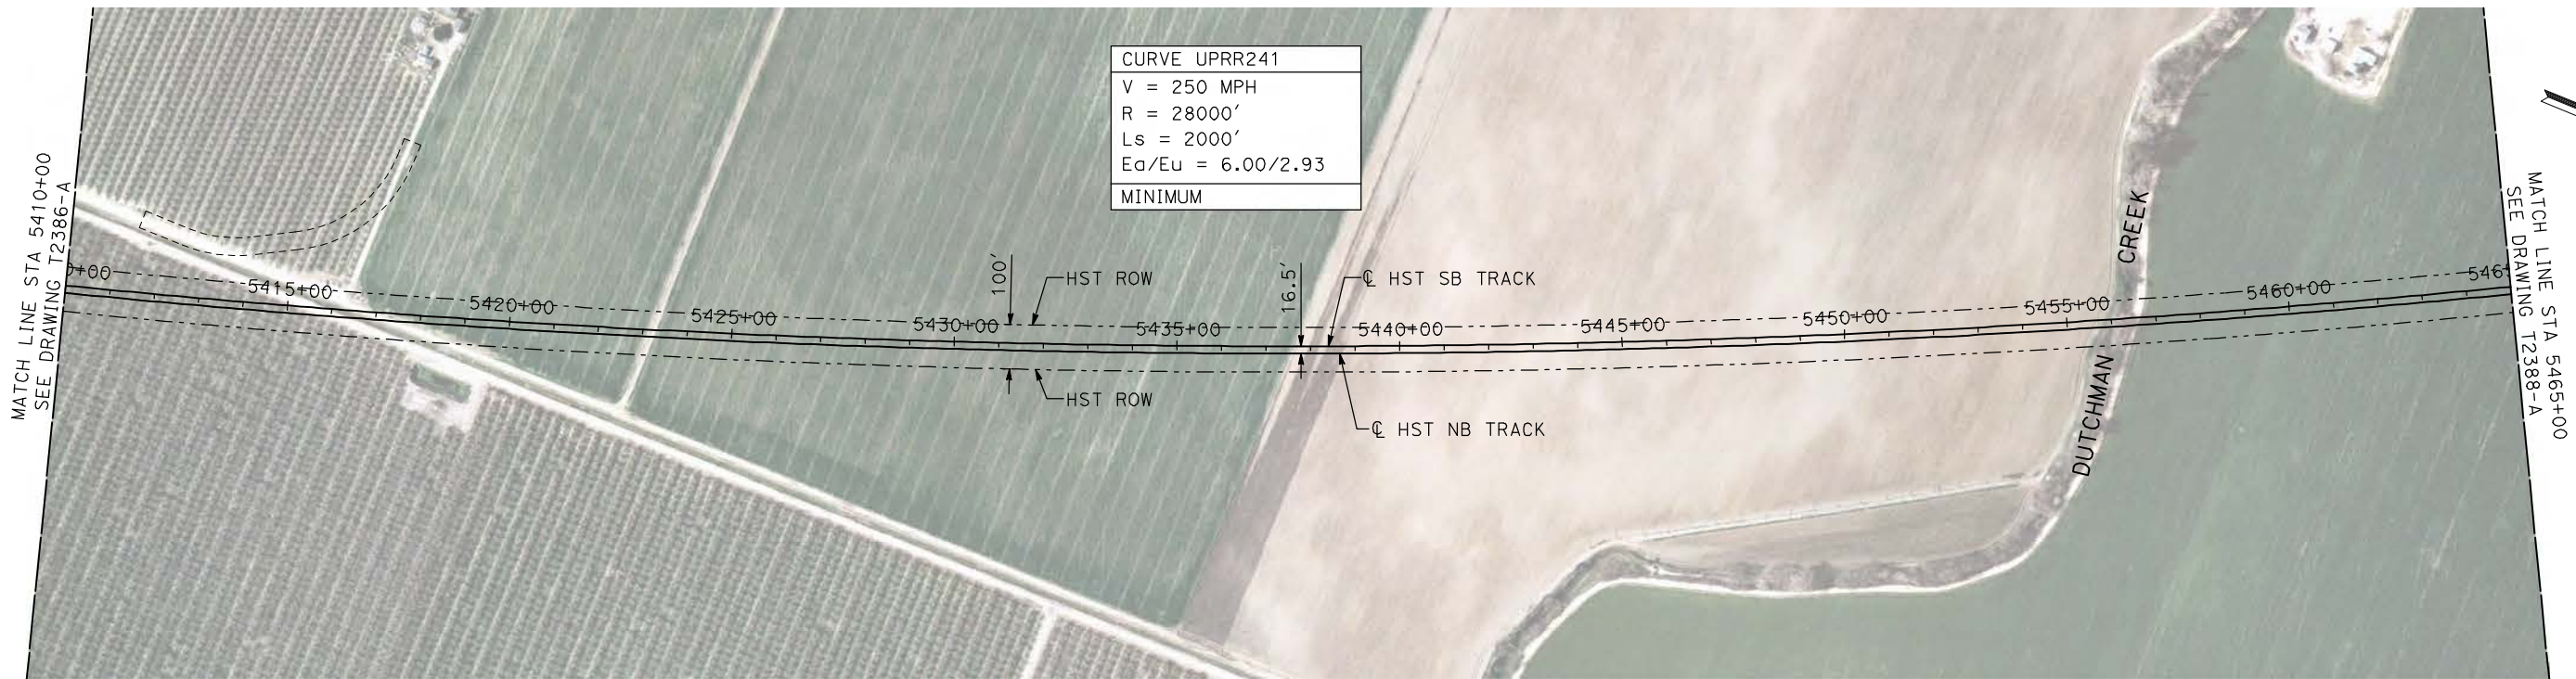 CURVE UPRR241
V = 250 MPH
R = 28000'
Ls = 2000'
Ea/Eu = 6.00/2.93
MINIMUM
MATCH LINE STA 5410+00
SEE DRAWING T2386-A
0+00
5415+00
5420+00
5425+00
5430+00
5435+00
5440+00
5445+00
5450+00
5455+00
5460+00
546
100'
HST ROW
HST ROW
16.5'
℄ HST SB TRACK
℄ HST NB TRACK
DUTCHMAN CREEK
MATCH LINE STA 5465+00
SEE DRAWING T2388-A